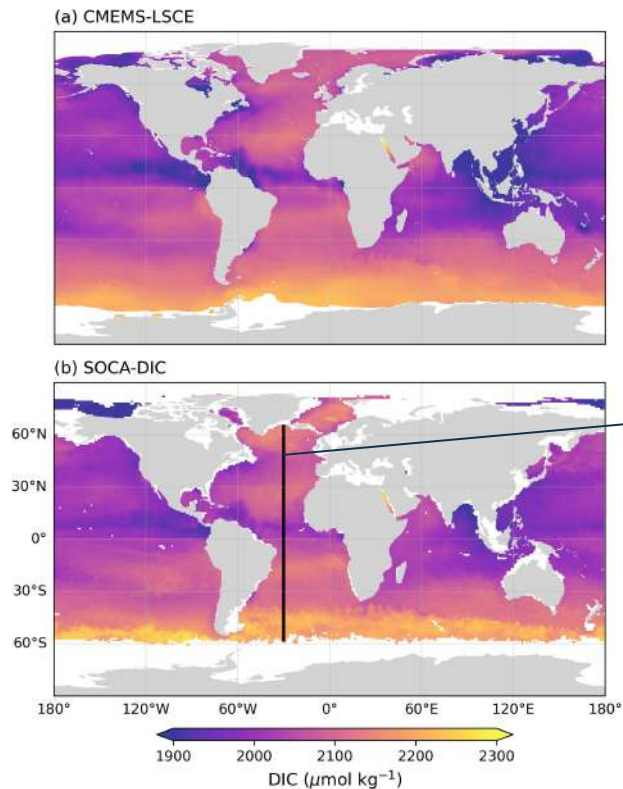 (a) CMEMS-LSCE
(b) SOCA-DIC
60°N
30°N
0°
30°S
60°S
180° 120°W 60°W 0° 60°E 120°E 180°
1900 2000 2100 2200 2300
DIC (μmol kg⁻¹)